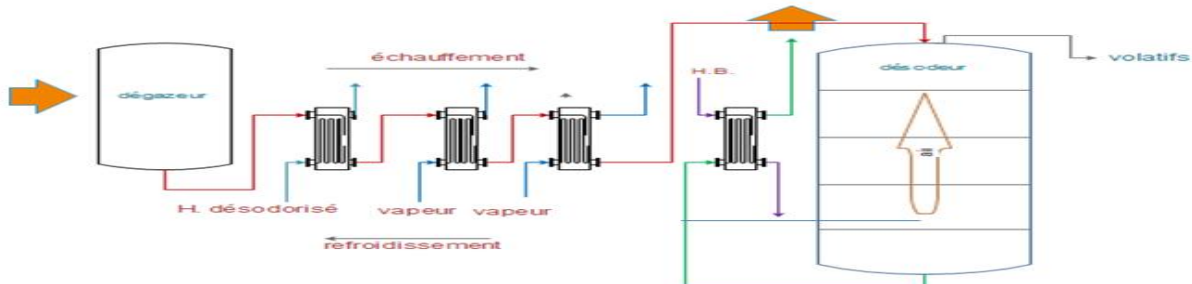 échauffement
dégazeur
H.B.
désodeur
volatifs
H. désodorisé
vapeur
vapeur
refroidissement